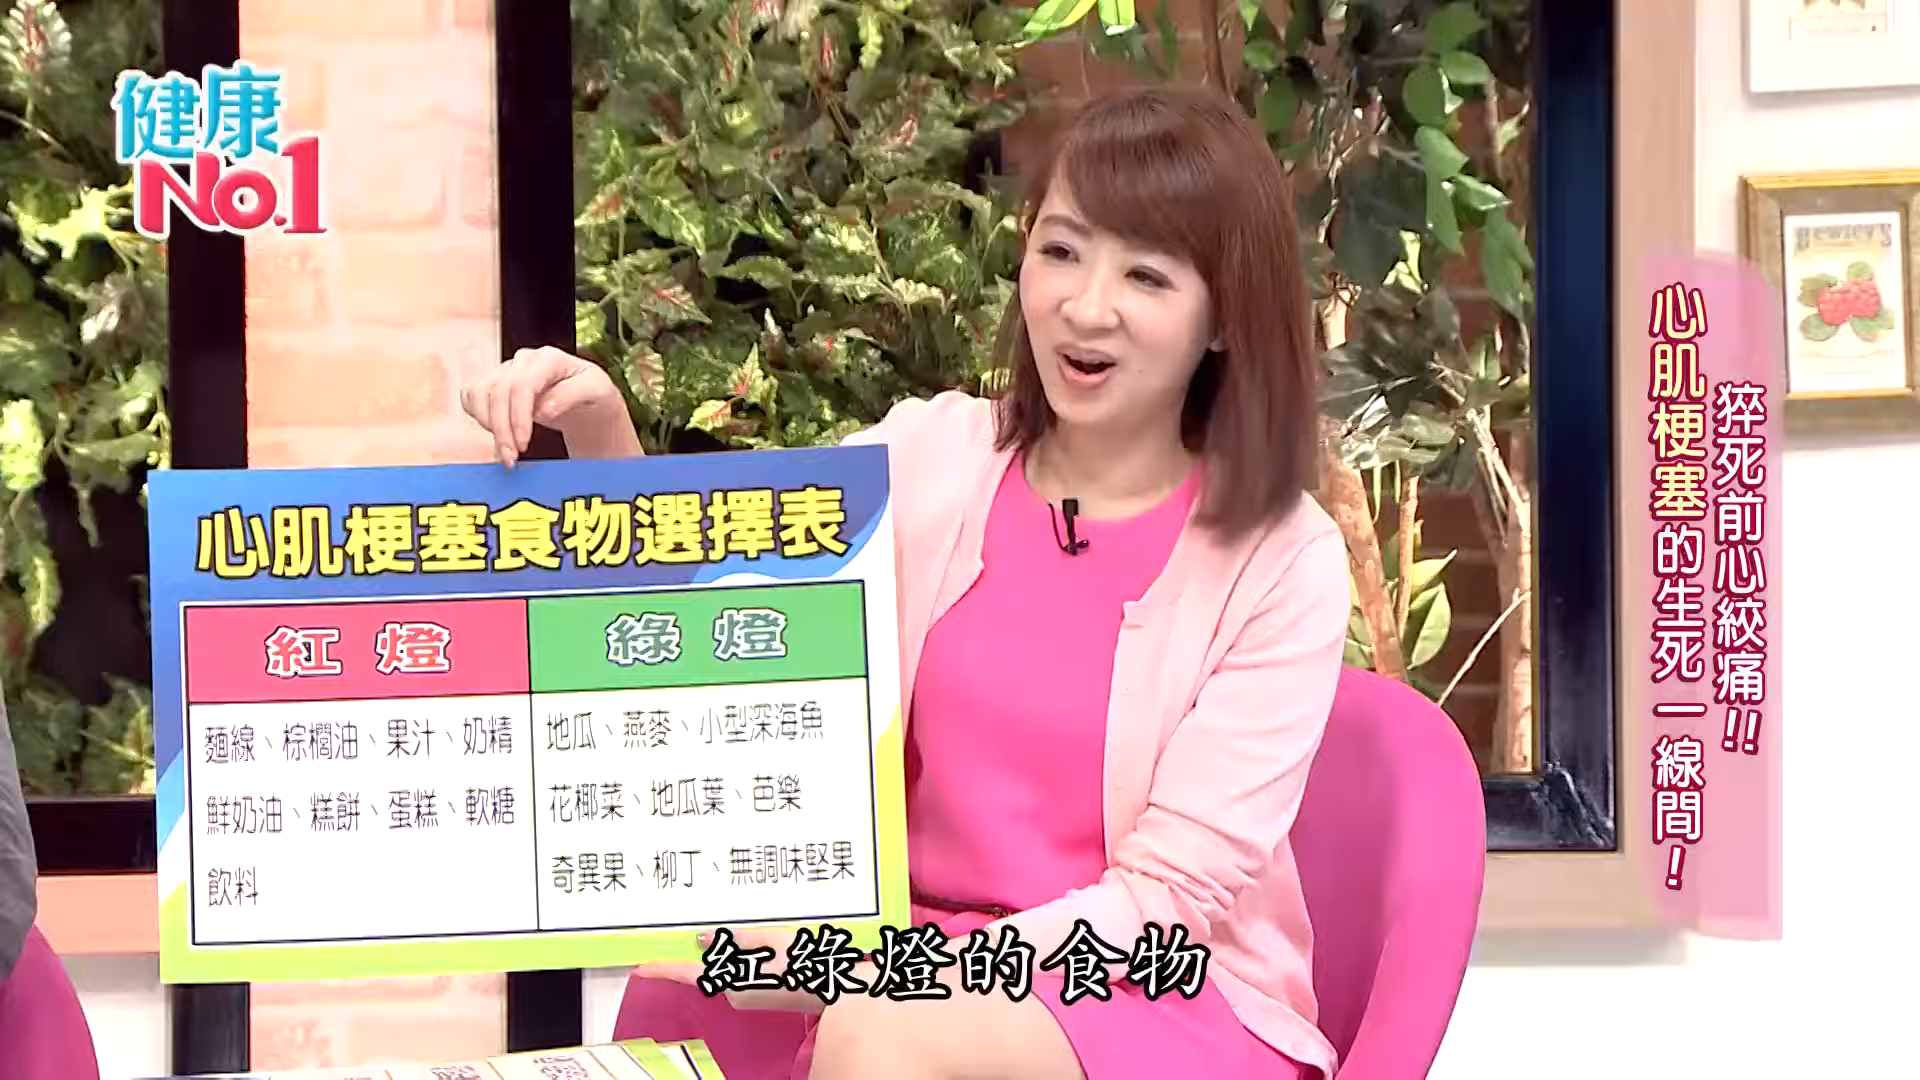 健康
No.1
心肌梗塞食物選擇表
紅燈
綠燈
麵線、棕櫚油、果汁、奶精
鮮奶油、糕餅、蛋糕、軟糖
飲料
地瓜、燕麥、小型深海魚
花椰菜、地瓜葉、芭樂
奇異果、柳丁、無調味堅果
猝死前心絞痛!!
心肌梗塞的生死一線間!
紅綠燈的食物